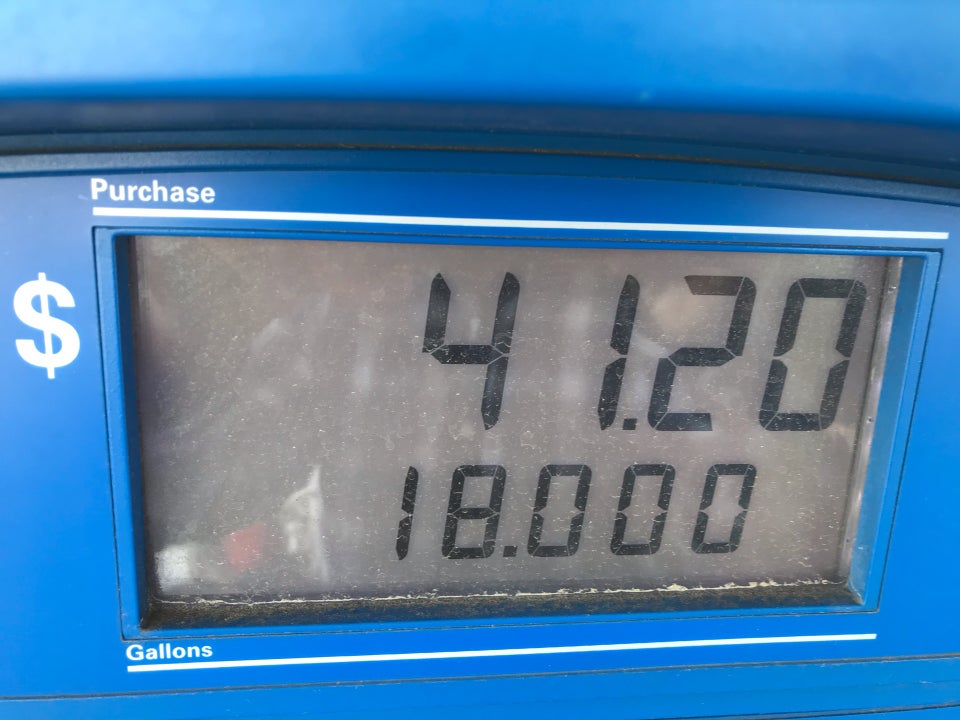 Purchase
$ 41.20
18.000
Gallons